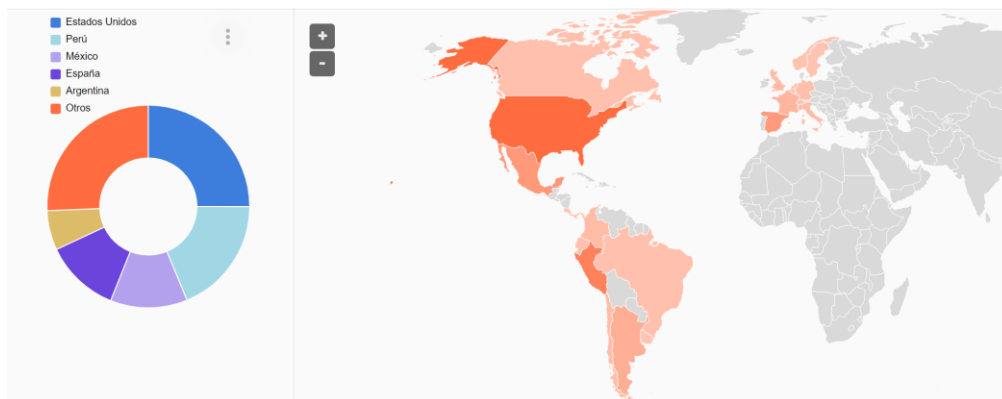 Estados Unidos
Perú
México
España
Argentina
Otros
+
-